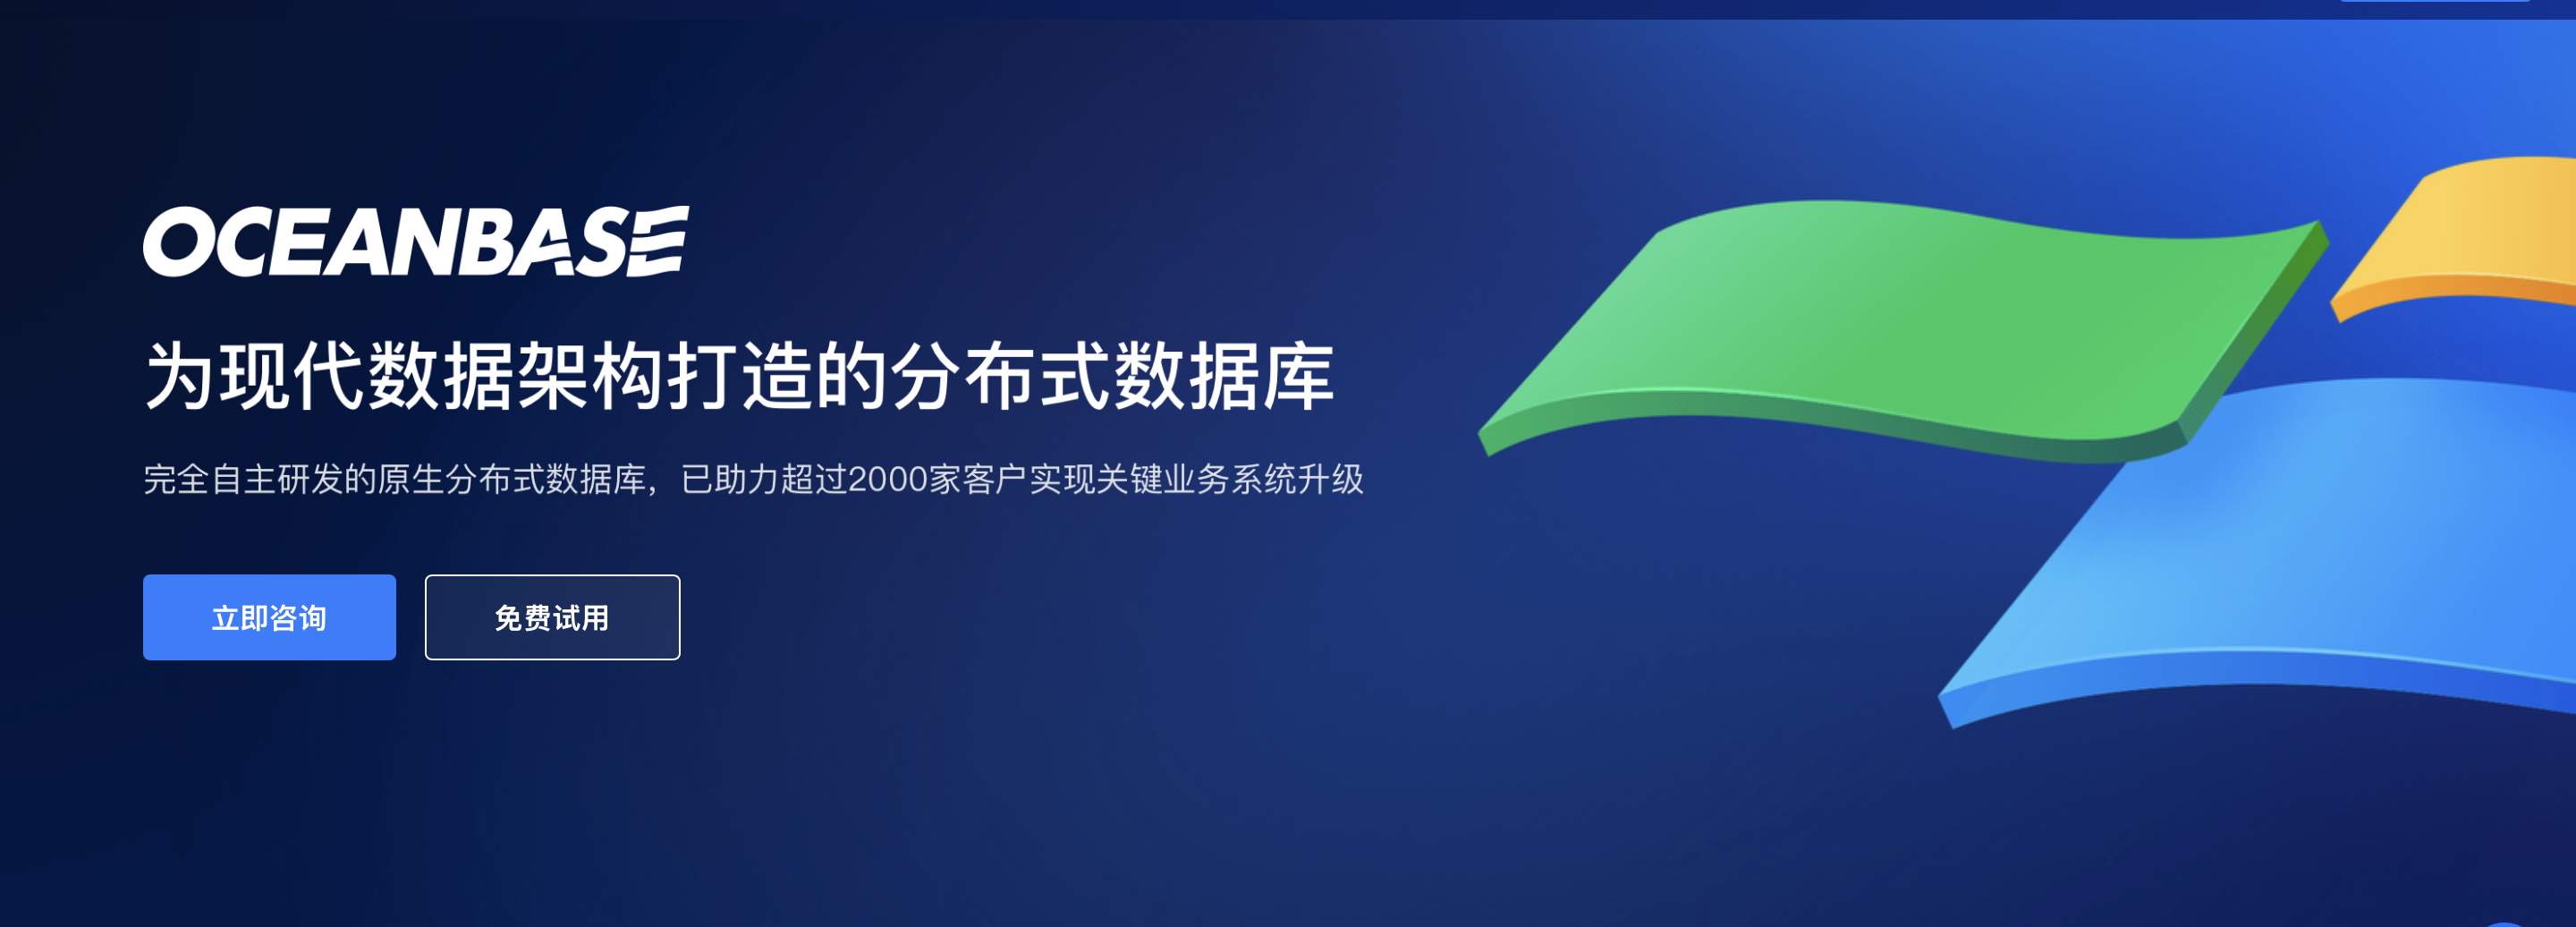 OCEANBASE
为现代数据架构打造的分布式数据库
完全自主研发的原生分布式数据库，已助力超过2000家客户实现关键业务系统升级
立即咨询
免费试用